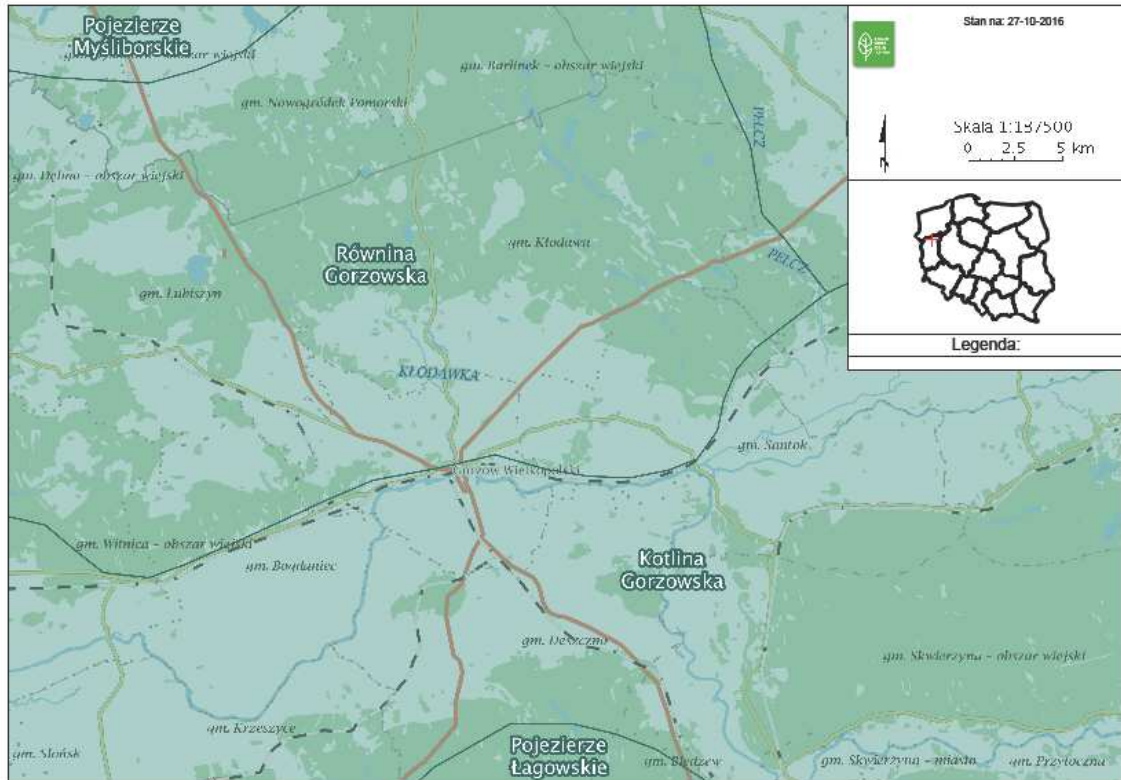 Pojezierze
Myśliborskie
gm. Barlinek - obszar wiejski
gm. Nowogródek Pomorski
PEŁCZ
gm. Dębno - obszar wiejski
Równina
Gorzowska
gm. Kłodawa
PEŁCZ
gm. Lubiszyn
KŁODAWKA
gm. Santok
Gorzów Wielkopolski
gm. Witnica - obszar wiejski
gm. Bogdaniec
Kotlina
Gorzowska
gm. Deszczno
gm. Skwierzyna - obszar wiejski
gm. Krzeszyce
gm. Słońsk
Pojezierze
Łagowskie
gm. Bledzew
gm. Skwierzyna - miasto
gm. Przytoczna
Stan na: 27-10-2016
Skala 1:187500
0 2.5 5 km
Legenda: